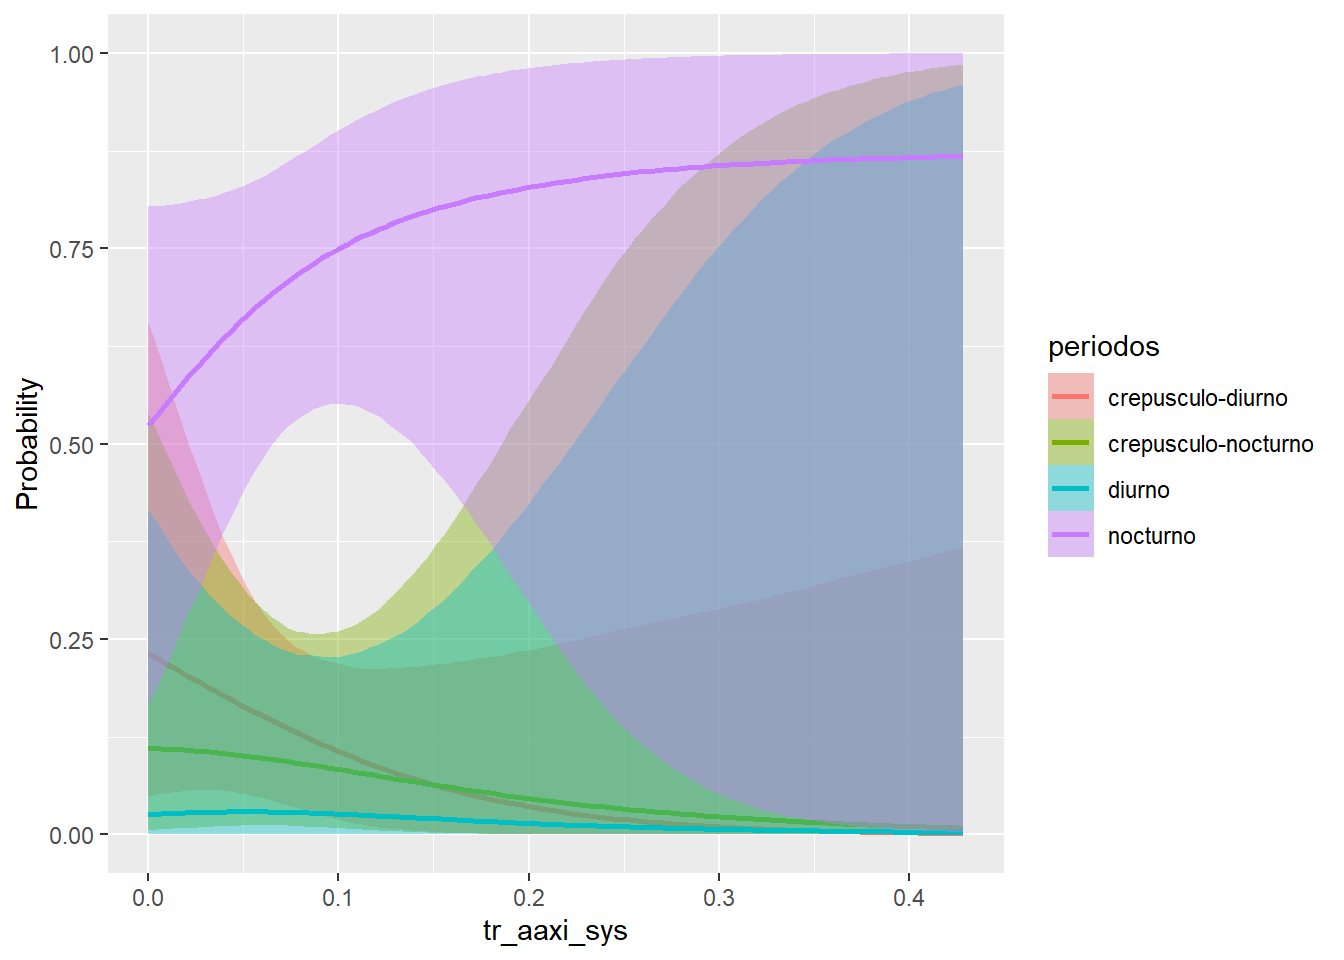 1.00
0.75
0.50
0.25
0.00
Probability
0.0 0.1 0.2 0.3 0.4
tr_aaxi_sys
periodos
crepusculo-diurno
crepusculo-nocturno
diurno
nocturno